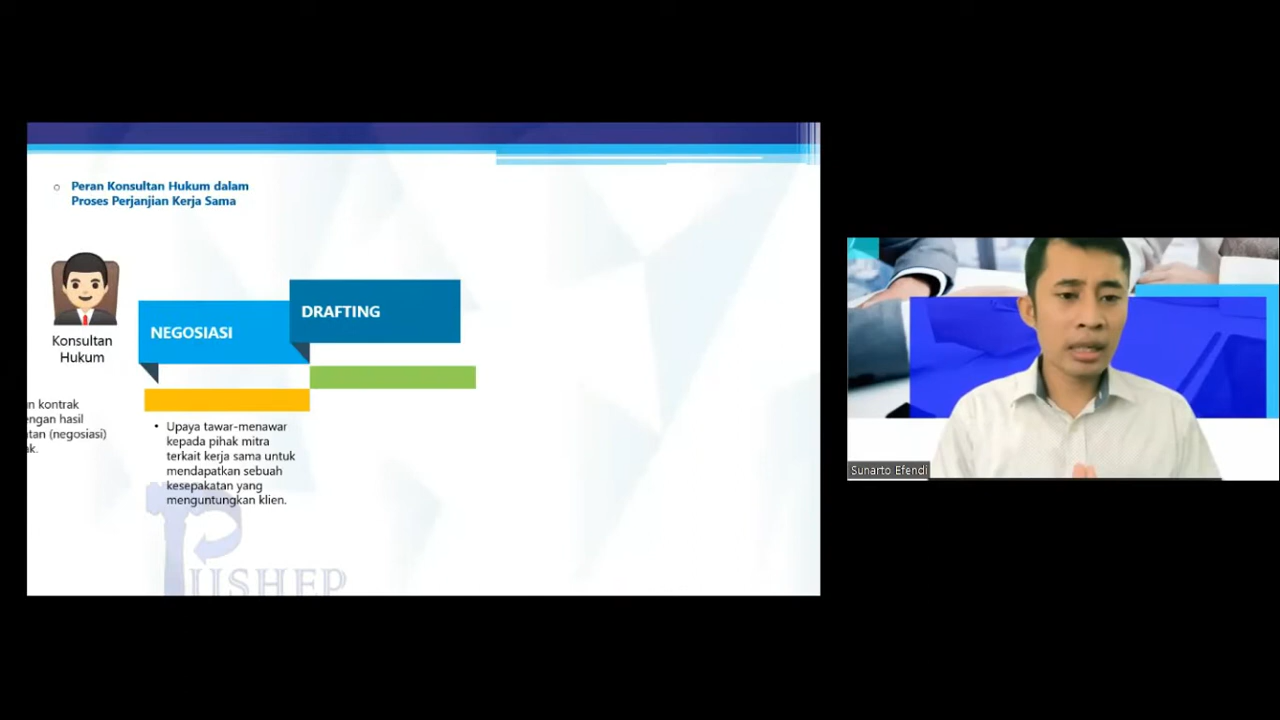 Peran Konsultan Hukum dalam
Proses Perjanjian Kerja Sama
DRAFTING
NEGOSIASI
Konsultan
Hukum
n kontrak
engan hasil
tan (negosiasi)
k.
• Upaya tawar-menawar
kepada pihak mitra
terkait kerja sama untuk
mendapatkan sebuah
kesepakatan yang
menguntungkan klien.
PUSHEP
Sunarto Efendi